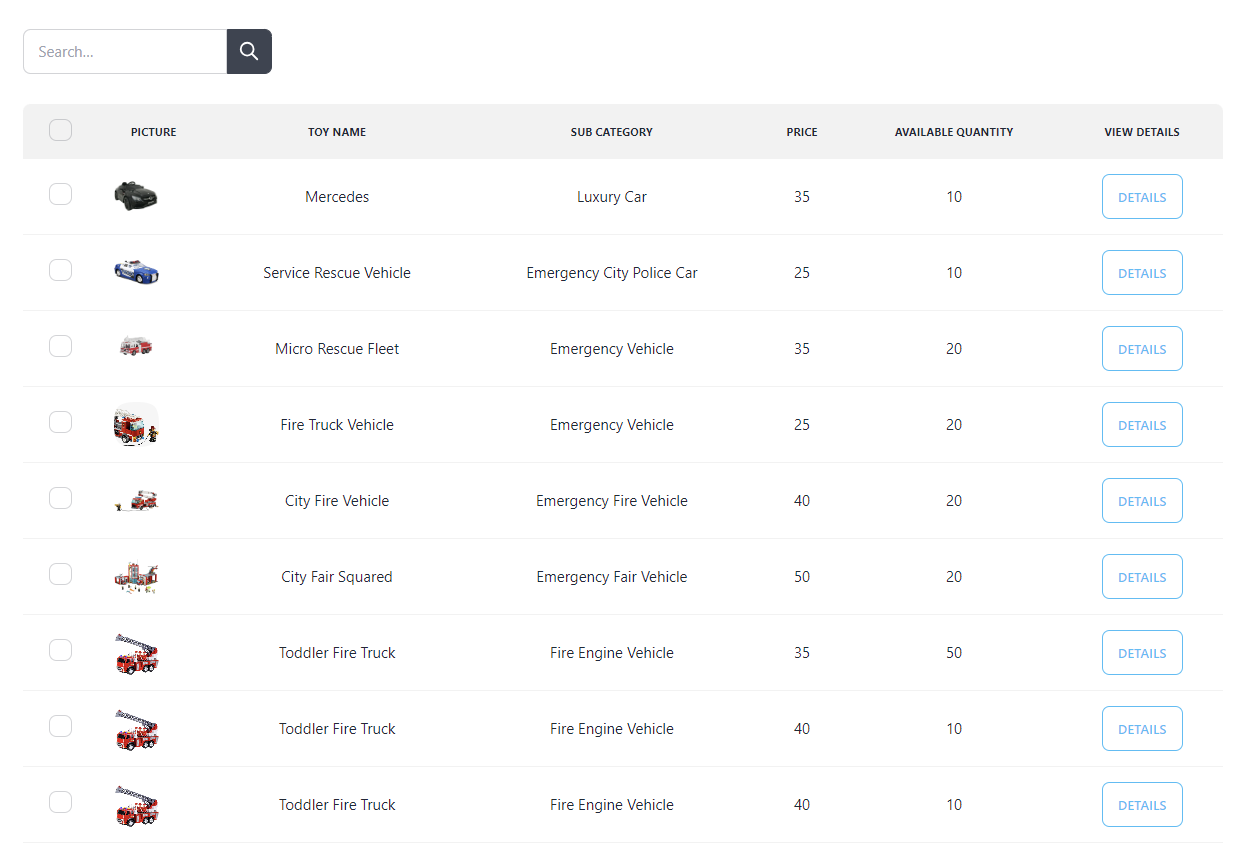 Search...
PICTURE TOY NAME SUB CATEGORY PRICE AVAILABLE QUANTITY VIEW DETAILS
Mercedes Luxury Car 35 10 DETAILS
Service Rescue Vehicle Emergency City Police Car 25 10 DETAILS
Micro Rescue Fleet Emergency Vehicle 35 20 DETAILS
Fire Truck Vehicle Emergency Vehicle 25 20 DETAILS
City Fire Vehicle Emergency Fire Vehicle 40 20 DETAILS
City Fair Squared Emergency Fair Vehicle 50 20 DETAILS
Toddler Fire Truck Fire Engine Vehicle 35 50 DETAILS
Toddler Fire Truck Fire Engine Vehicle 40 10 DETAILS
Toddler Fire Truck Fire Engine Vehicle 40 10 DETAILS